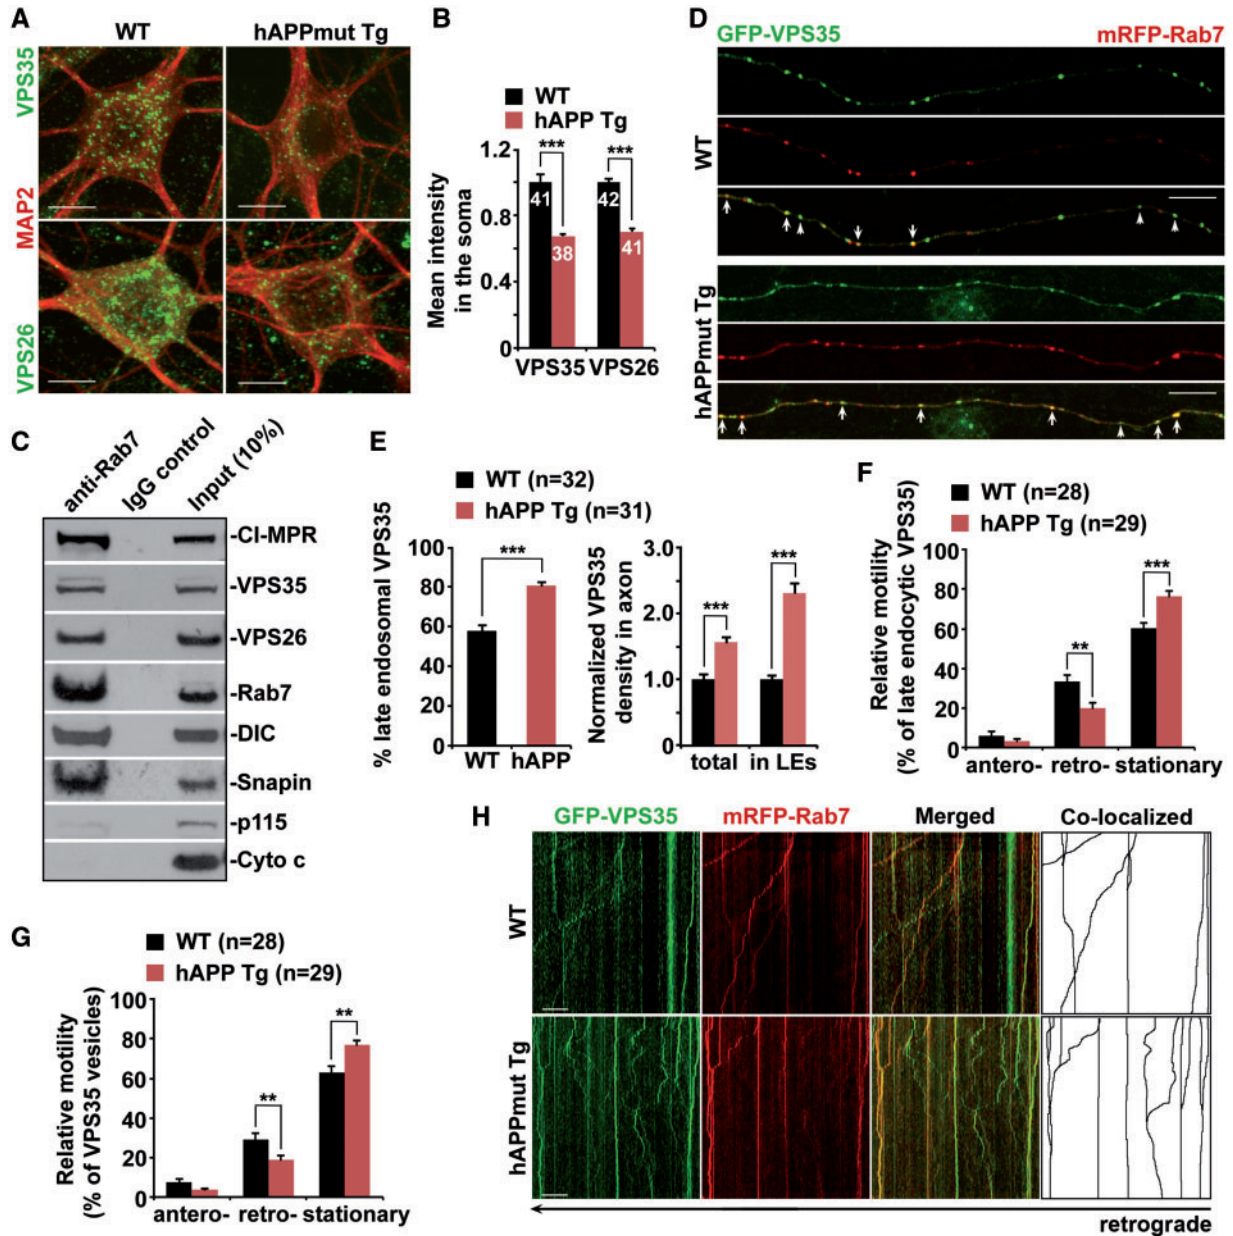 A
WT
hAPPmut Tg
VPS35
MAP2
VPS26
B
WT
hAPP Tg
Mean intensity
in the soma
1.2
0.8
0.4
0
***
***
41
38
42
41
VPS35 VPS26
D
GFP-VPS35
mRFP-Rab7
WT
hAPPmut Tg
C
anti-Rab7
IgG control
Input (10%)
-CI-MPR
-VPS35
-VPS26
-Rab7
-DIC
-Snapin
-p115
-Cyto c
E
WT (n=32)
hAPP Tg (n=31)
% late endosomal VPS35
100
80
60
40
20
0
***
WT hAPP
Normalized VPS35
density in axon
3.0
2.0
1.0
0
***
***
total in LEs
F
WT (n=28)
hAPP Tg (n=29)
Relative motility
(% of late endocytic VPS35)
100
80
60
40
20
0
**
***
antero- retro- stationary
G
WT (n=28)
hAPP Tg (n=29)
Relative motility
(% of VPS35 vesicles)
100
80
60
40
20
0
**
**
antero- retro- stationary
H
GFP-VPS35
mRFP-Rab7
Merged
Co-localized
WT
hAPPmut Tg
retrograde